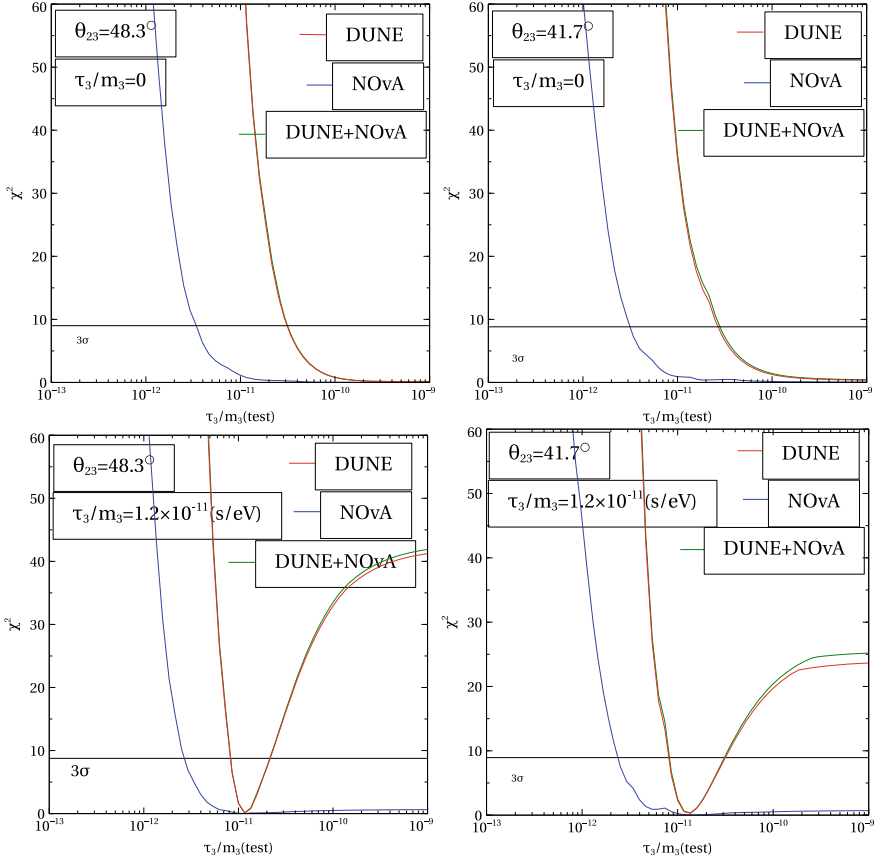 60
50
40
30
20
10
0
χ²
θ₂₃=48.3°
τ₃/m₃=0
DUNE
NOvA
DUNE+NOvA
3σ
10⁻¹³ 10⁻¹² 10⁻¹¹ 10⁻¹⁰ 10⁻⁹
τ₃/m₃(test)
60
50
40
30
20
10
0
χ²
θ₂₃=41.7°
τ₃/m₃=0
DUNE
NOvA
DUNE+NOvA
3σ
10⁻¹³ 10⁻¹² 10⁻¹¹ 10⁻¹⁰ 10⁻⁹
τ₃/m₃(test)
60
50
40
30
20
10
0
χ²
θ₂₃=48.3°
τ₃/m₃=1.2×10⁻¹¹(s/eV)
DUNE
NOvA
DUNE+NOvA
3σ
10⁻¹³ 10⁻¹² 10⁻¹¹ 10⁻¹⁰ 10⁻⁹
τ₃/m₃(test)
60
50
40
30
20
10
0
χ²
θ₂₃=41.7°
τ₃/m₃=1.2×10⁻¹¹(s/eV)
DUNE
NOvA
DUNE+NOvA
3σ
10⁻¹³ 10⁻¹² 10⁻¹¹ 10⁻¹⁰ 10⁻⁹
τ₃/m₃(test)